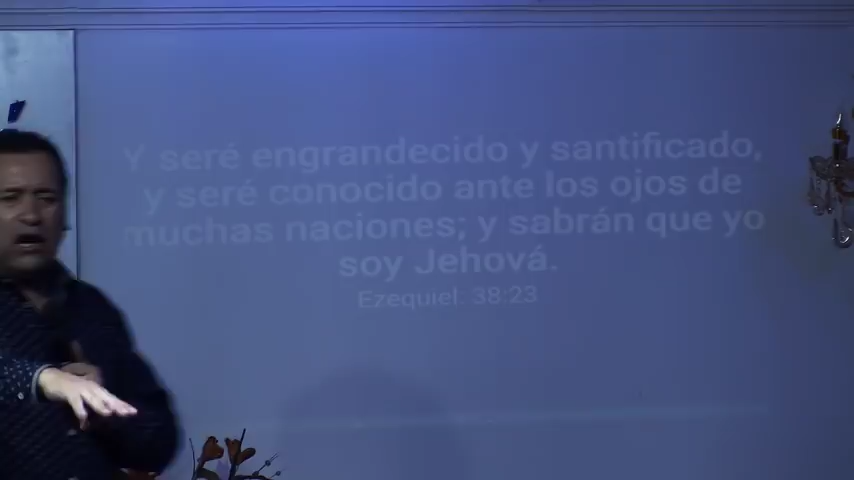 Y seré engrandecido y santificado,
y seré conocido ante los ojos de
muchas naciones; y sabrán que yo
soy Jehová.
Ezequiel 38:23